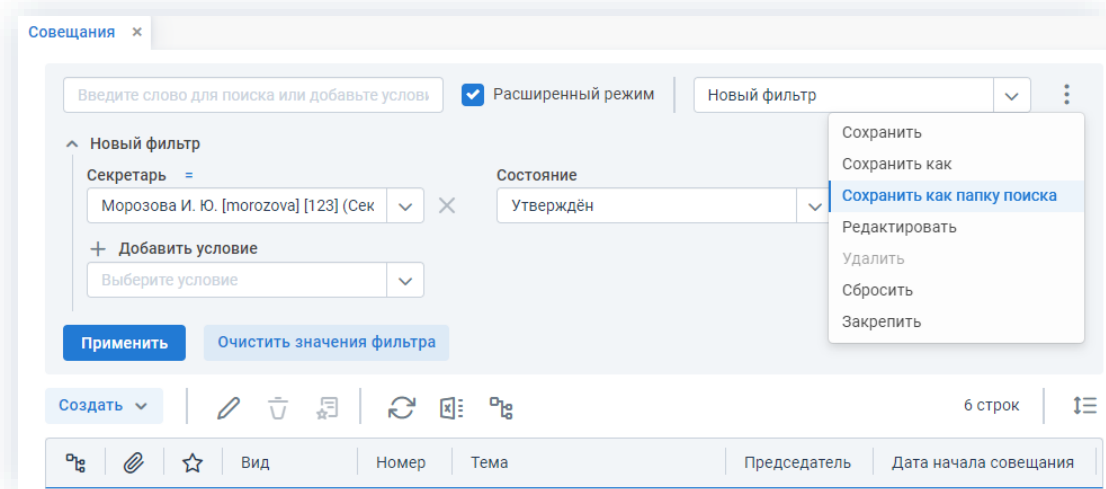 Совещания
Введите слово для поиска или добавьте услови
Расширенный режим
Новый фильтр
Сохранить
Сохранить как
Сохранить как папку поиска
Редактировать
Удалить
Сбросить
Закрепить
Новый фильтр
Секретарь =
Морозова И. Ю. [morozova] [123] (Сек
Состояние
Утверждён
Добавить условие
Выберите условие
Применить
Очистить значения фильтра
Создать
6 строк
Вид
Номер
Тема
Председатель
Дата начала совещания